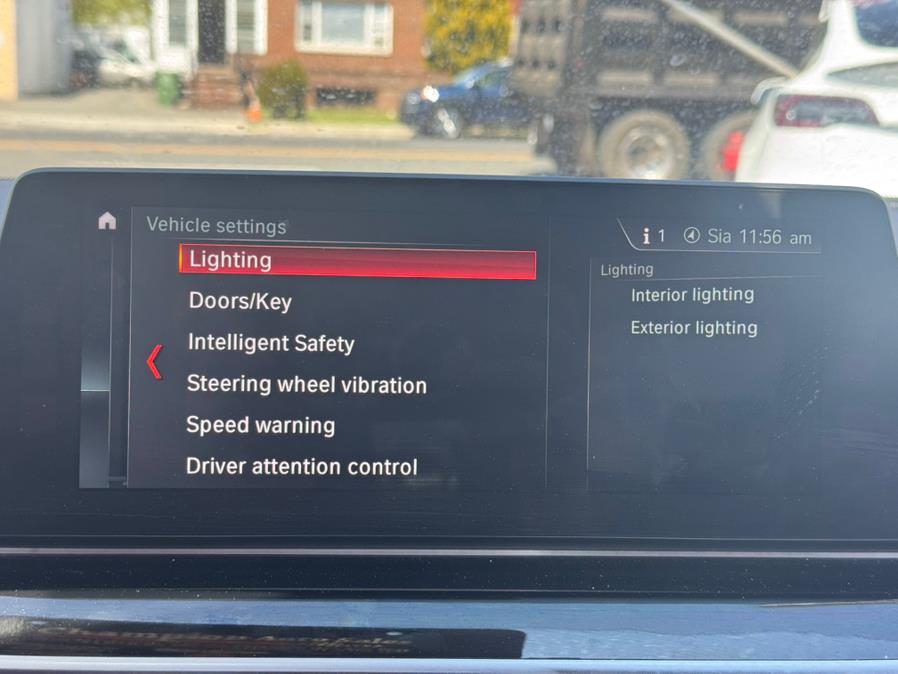 Vehicle settings
i 1 Sia 11:56 am
Lighting
Doors/Key
Intelligent Safety
Steering wheel vibration
Speed warning
Driver attention control
Lighting
Interior lighting
Exterior lighting